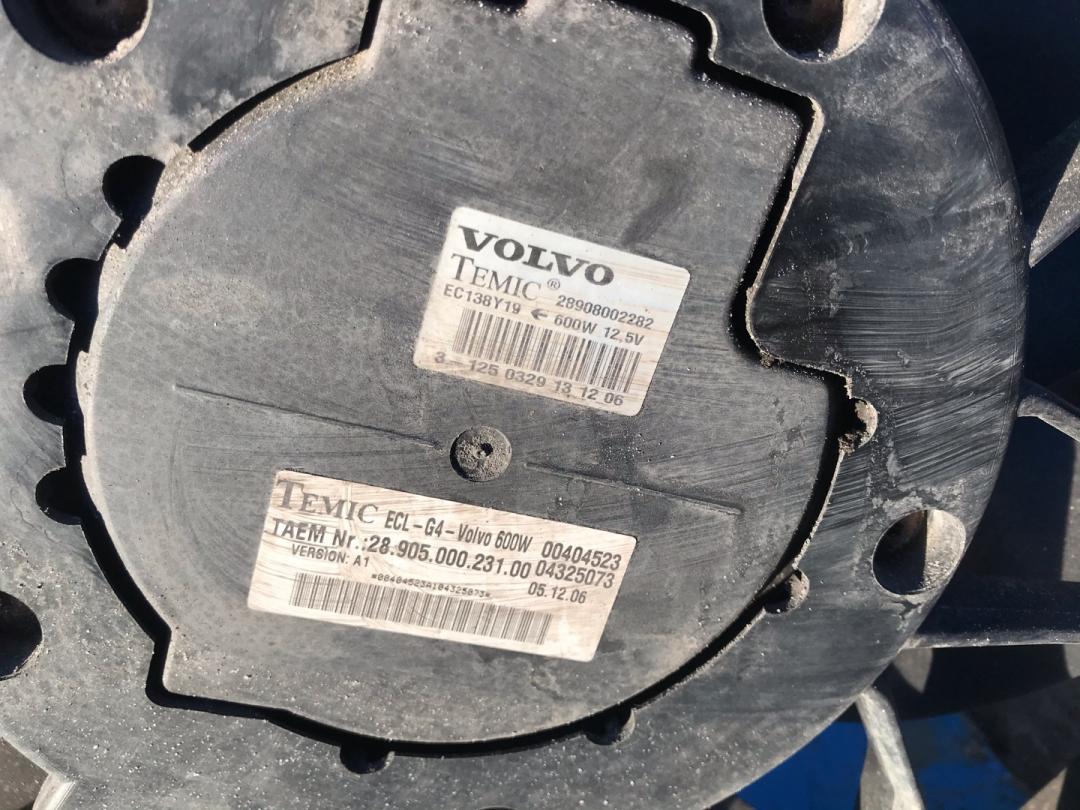 VOLVO
TEMIC® 28908002282
EC138Y19 ← 600W 12,5V
3-125 0329 13 12 06
TEMIC ECL-G4-Volvo 600W 00404523
TAEM Nr.:28.905.000.231.00 04325073
VERSION: A1 05.12.06
*00404523A104325073*